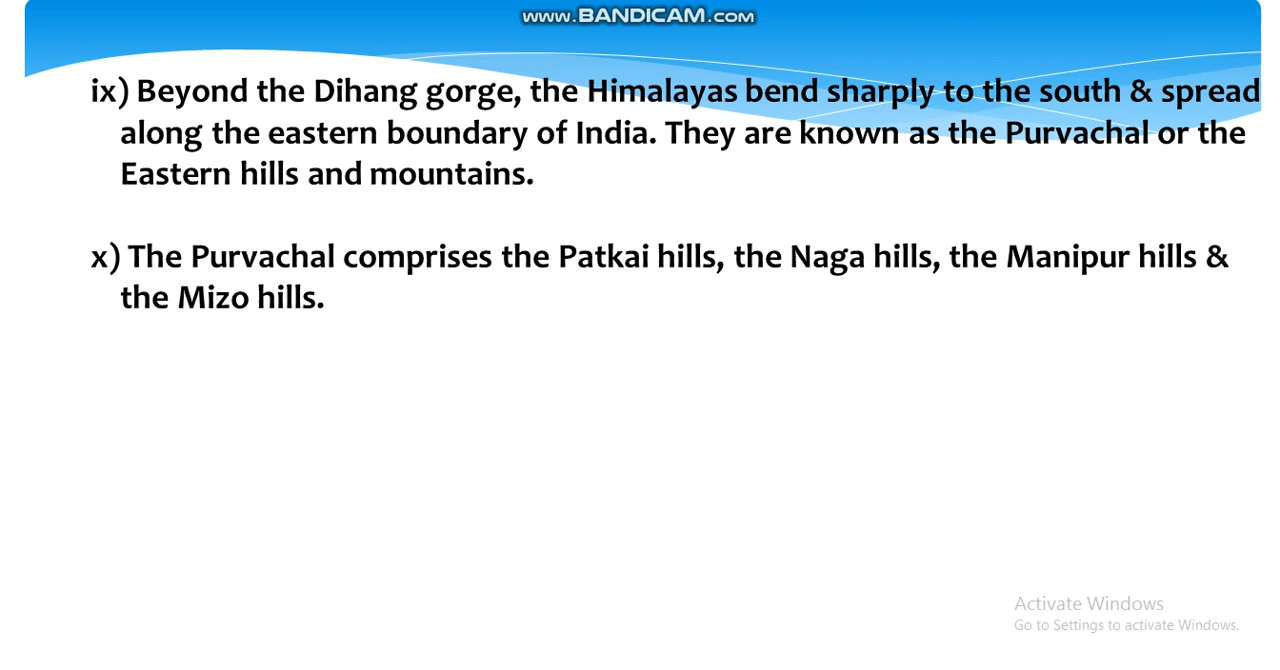 www.BANDICAM.com
ix) Beyond the Dihang gorge, the Himalayas bend sharply to the south & spread
along the eastern boundary of India. They are known as the Purvachal or the
Eastern hills and mountains.
x) The Purvachal comprises the Patkai hills, the Naga hills, the Manipur hills &
the Mizo hills.
Activate Windows
Go to Settings to activate Windows.